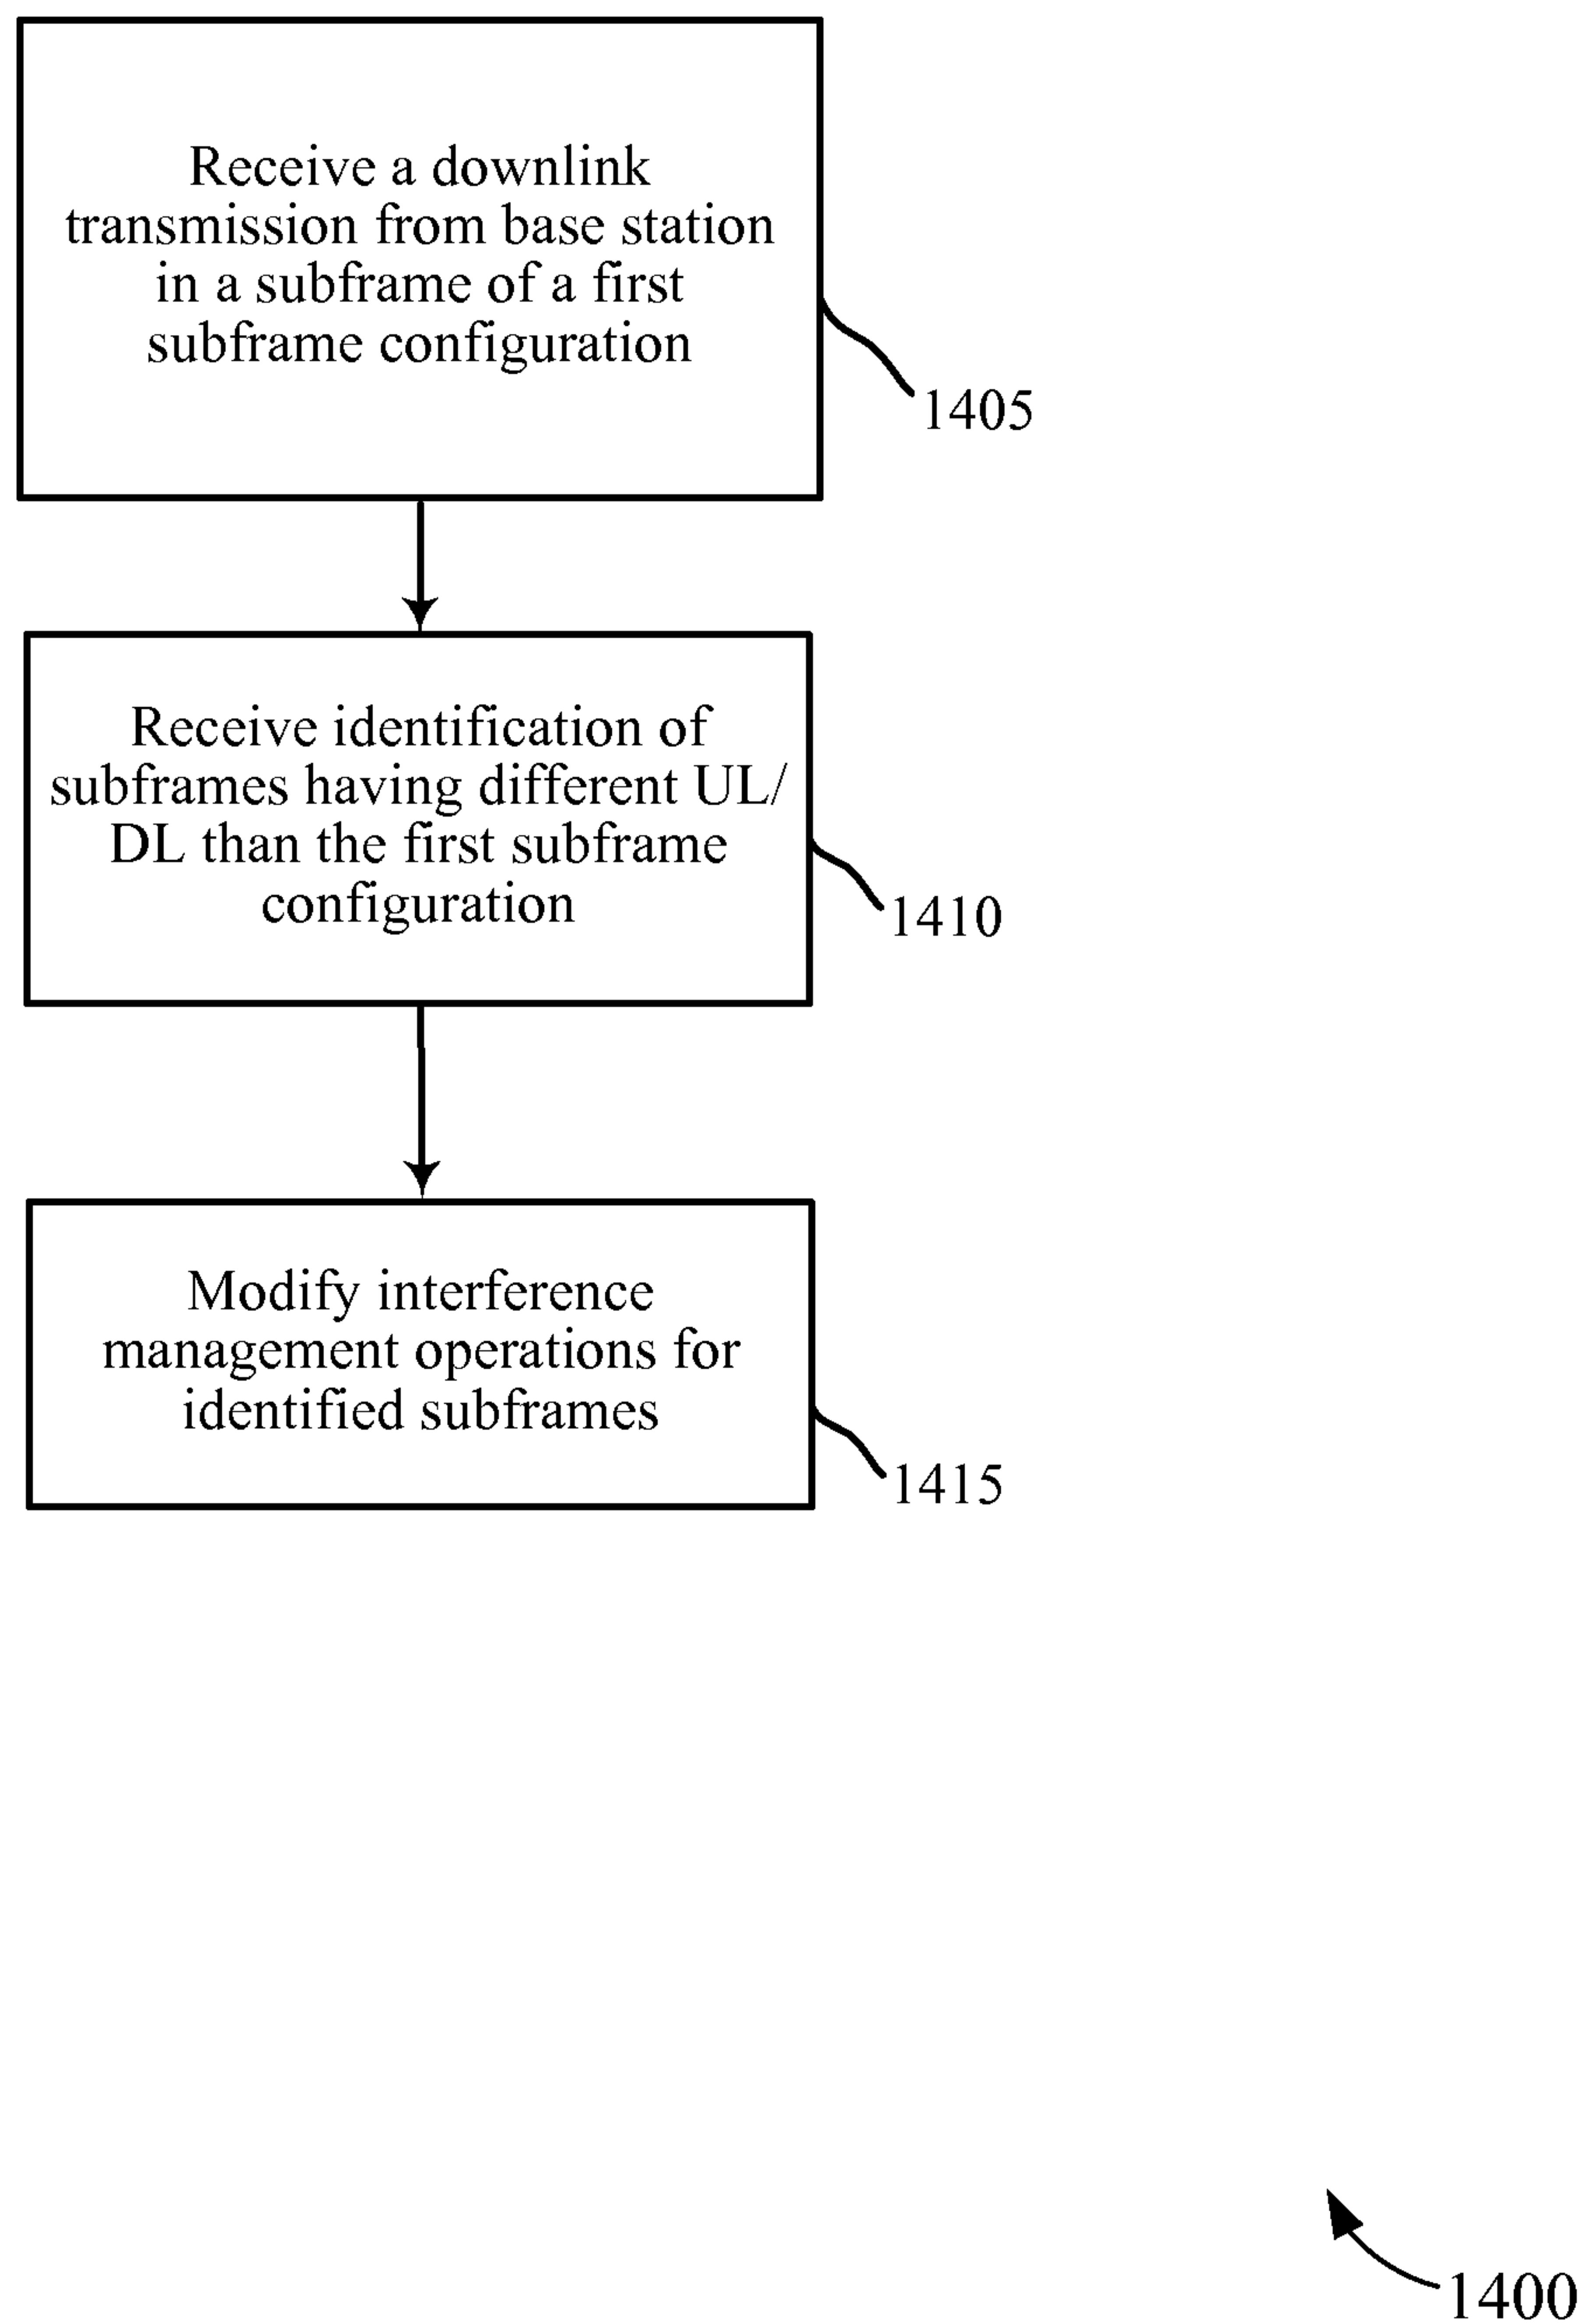 Receive a downlink
transmission from base station
in a subframe of a first
subframe configuration
1405
Receive identification of
subframes having different UL/
DL than the first subframe
configuration
1410
Modify interference
management operations for
identified subframes
1415
1400